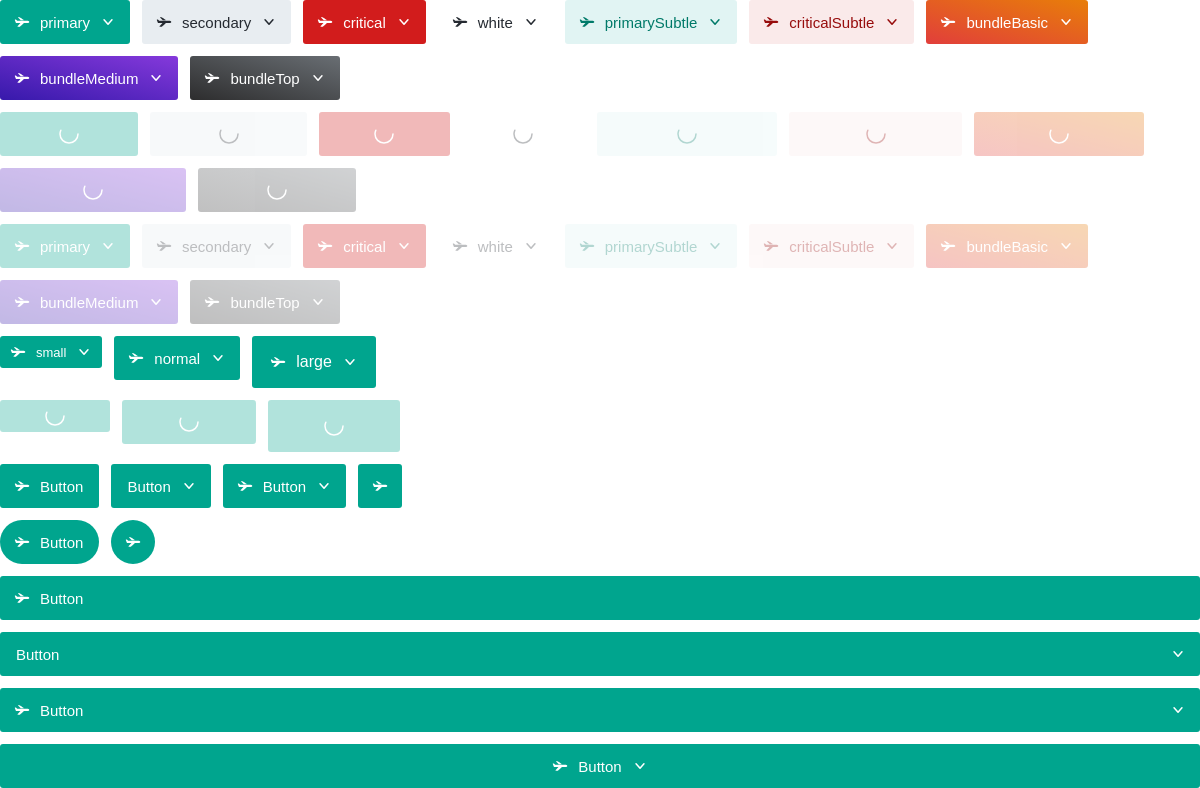 primary secondary critical white primarySubtle criticalSubtle bundleBasic
bundleMedium bundleTop
primary secondary critical white primarySubtle criticalSubtle bundleBasic
bundleMedium bundleTop
small normal large
Button Button Button
Button
Button
Button
Button
Button